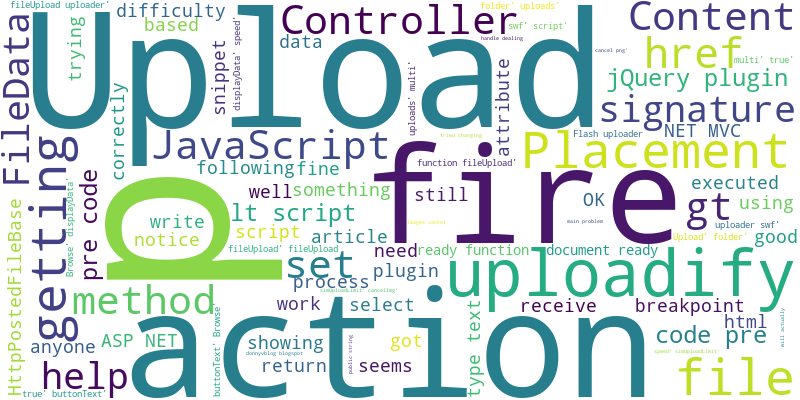 fileUpload uploader'
difficulty
based
trying
Upload
snippet
displayData' speed'
Controller
data
folder' uploads'
swf' script'
handle dealing
Content
href
multi' true'
cancel png'
jQuery plugin
signature
FileData
correctly
JavaScript
uploads' multi'
attribute
tried changing
Flash uploader
NET MVC
Placement
function fileUpload'
following
fine
getting
HttpPostedFileBase
pre code
p
well
something
fire
still
OK
executed
gt
using
write
notice
lt script
script
article
main problem
uploader swf'
Upload' folder'
good
Browse' displayData'
fileUpload' fileUpload
need
ready function
document ready
set
plugin
uploadify
process
method
action
work
select
receive
breakpoint
html
type text
code pre
ASP NET
buttonText' Browse'
showing
got
anyone
return
seems
help
file
public string
will actually
true' buttonText'